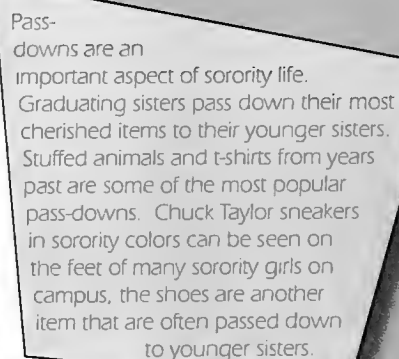 Pass-
downs are an
important aspect of sorority life.
Graduating sisters pass down their most
cherished items to their younger sisters.
Stuffed animals and t-shirts from years
past are some of the most popular
pass-downs. Chuck Taylor sneakers
in sorority colors can be seen on
the feet of many sorority girls on
campus, the shoes are another
item that are often passed down
to younger sisters.